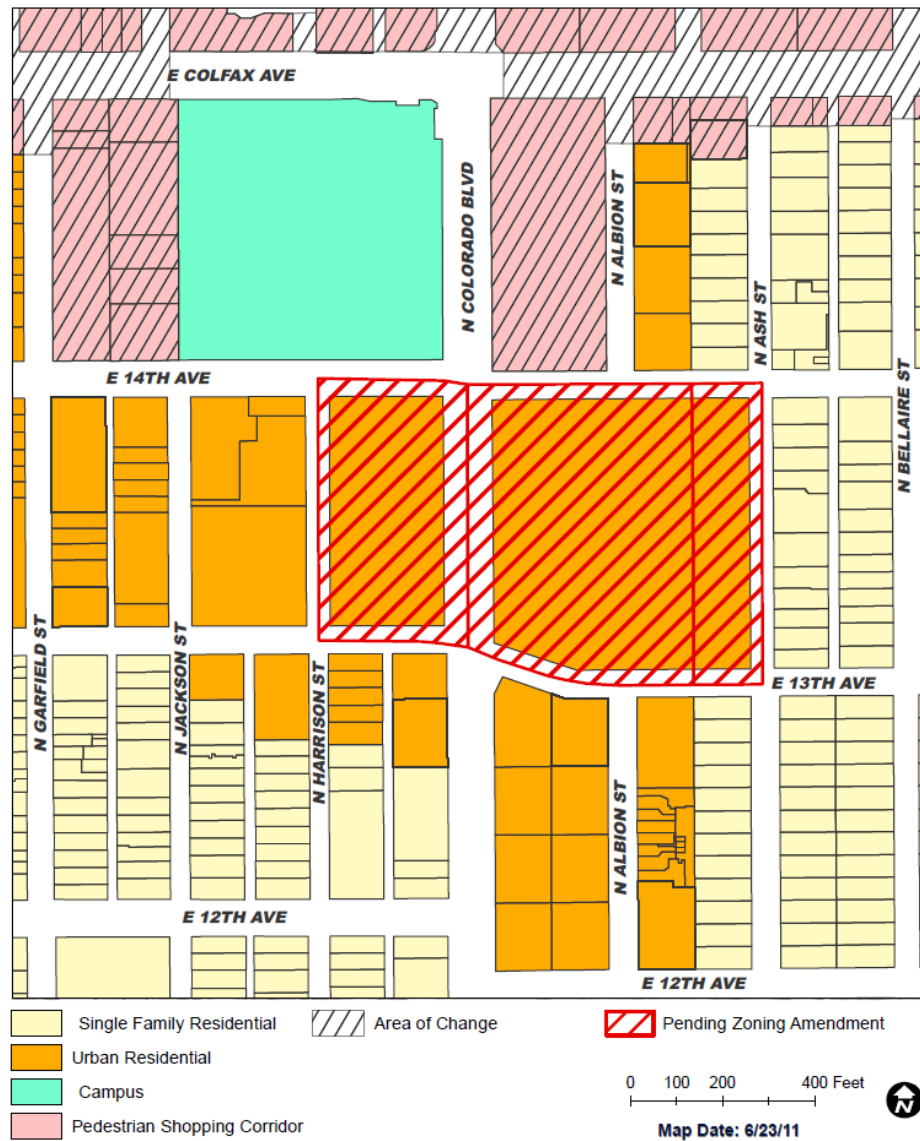 E COLFAX AVE
N COLORADO BLVD
N ALBION ST
N ASH ST
N BELLAIRE ST
E 14TH AVE
N GARFIELD ST
N JACKSON ST
N HARRISON ST
E 13TH AVE
N ALBION ST
E 12TH AVE
E 12TH AVE
Single Family Residential
Area of Change
Pending Zoning Amendment
Urban Residential
Campus
Pedestrian Shopping Corridor
0 100 200 400 Feet
N
Map Date: 6/23/11